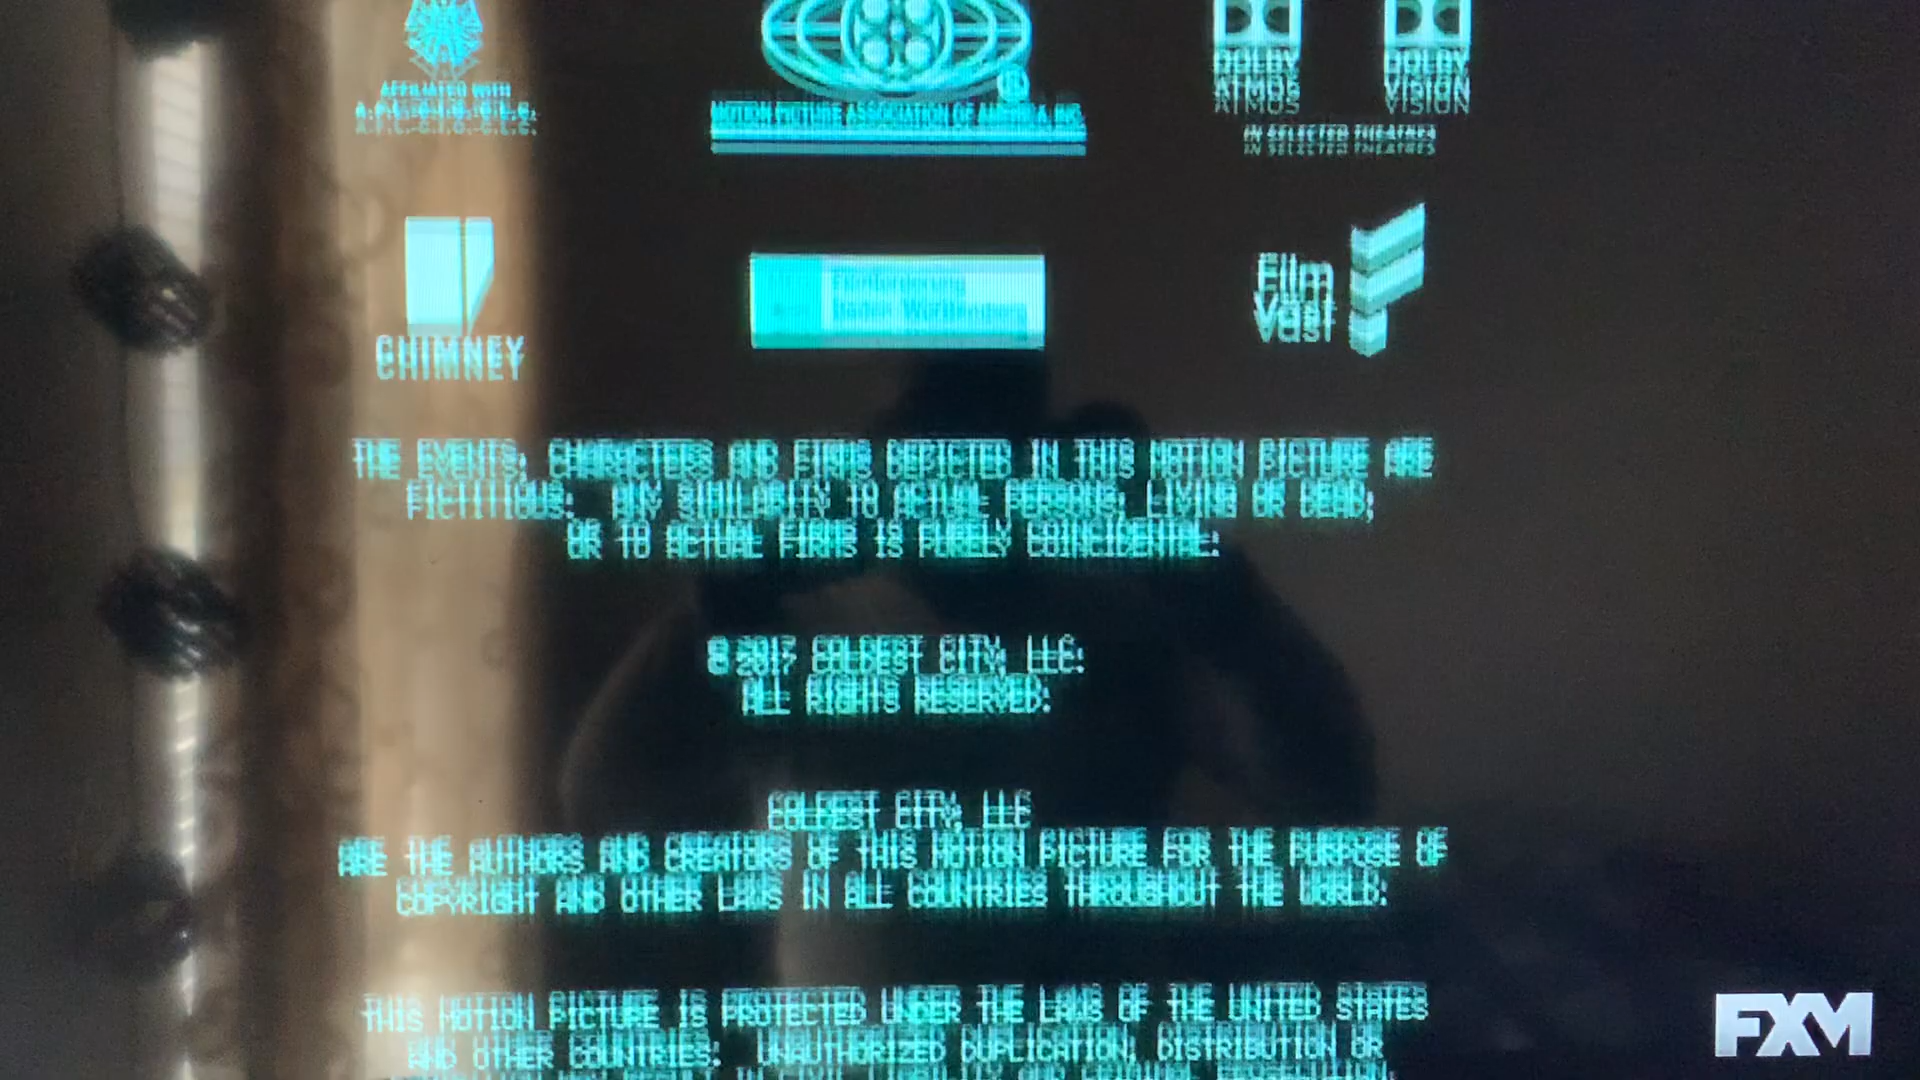 AFFILIATED WITH
A.F.L.-C.I.O.-C.L.C.
MOTION PICTURE ASSOCIATION OF AMERICA, INC.
®
DOLBY
ATMOS
DOLBY
VISION
IN SELECTED THEATRES
CHIMNEY
Filmförderung
Baden-Württemberg
Film
Väst
THE EVENTS, CHARACTERS AND FIRMS DEPICTED IN THIS MOTION PICTURE ARE
FICTITIOUS. ANY SIMILARITY TO ACTUAL PERSONS, LIVING OR DEAD,
OR TO ACTUAL FIRMS IS PURELY COINCIDENTAL.
© 2017 COLDEST CITY, LLC.
ALL RIGHTS RESERVED.
COLDEST CITY, LLC
ARE THE AUTHORS AND CREATORS OF THIS MOTION PICTURE FOR THE PURPOSE OF
COPYRIGHT AND OTHER LAWS IN ALL COUNTRIES THROUGHOUT THE WORLD.
THIS MOTION PICTURE IS PROTECTED UNDER THE LAWS OF THE UNITED STATES
AND OTHER COUNTRIES. UNAUTHORIZED DUPLICATION, DISTRIBUTION OR
FXM